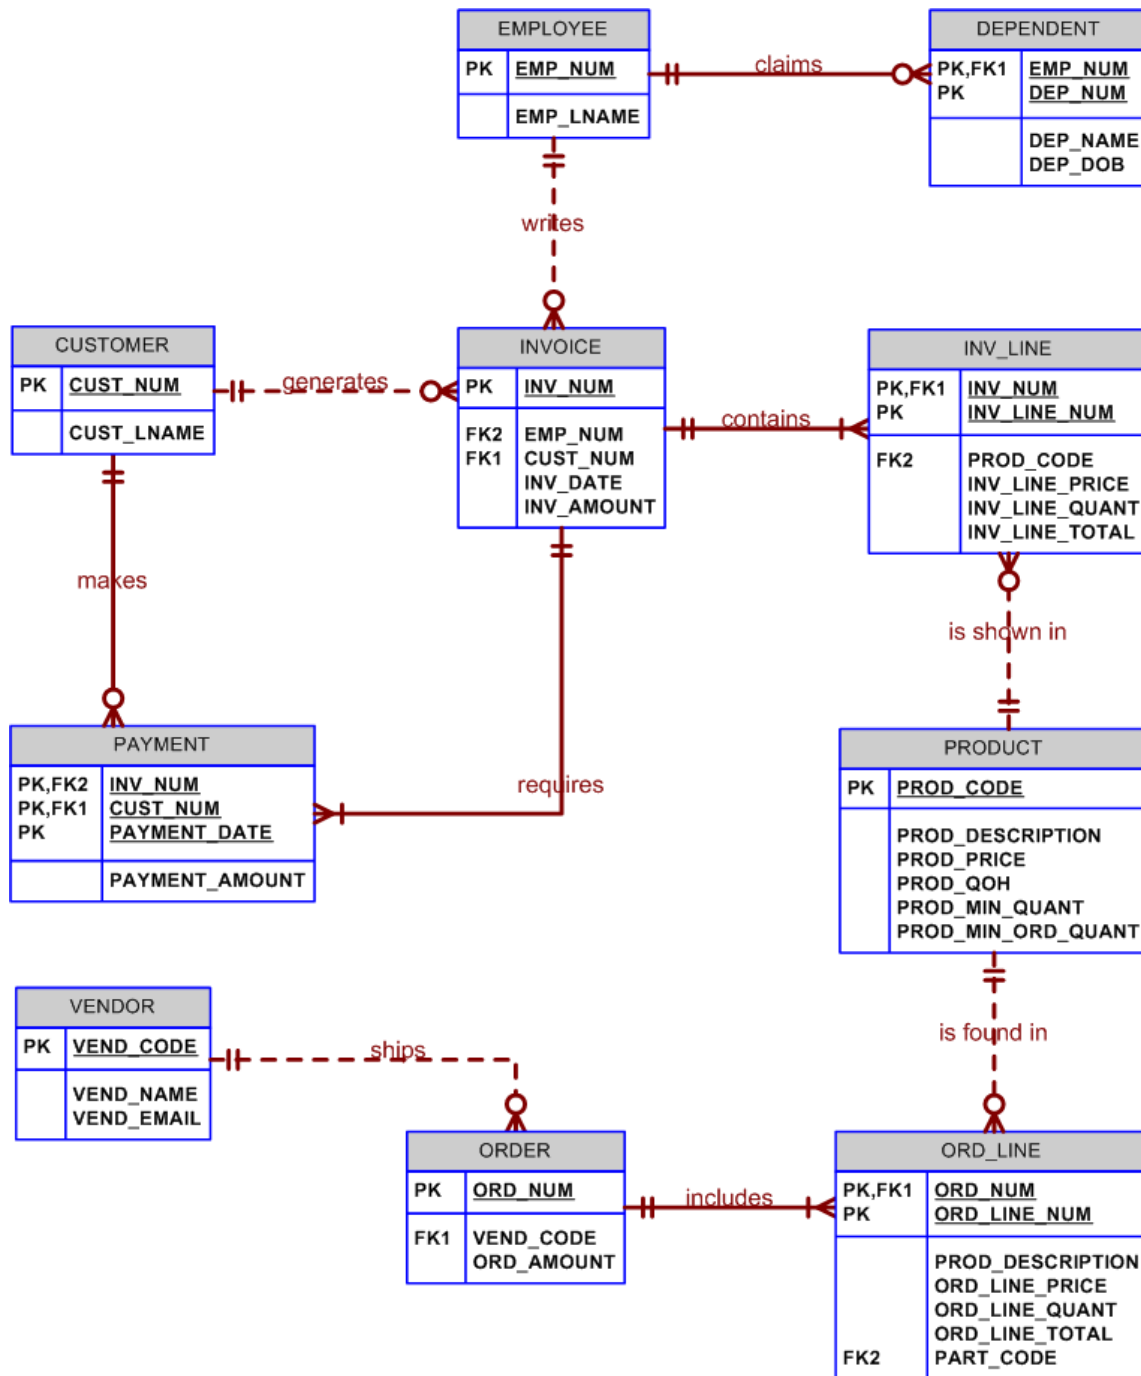 EMPLOYEE
PK EMP_NUM
EMP_LNAME
claims
DEPENDENT
PK,FK1 EMP_NUM
PK DEP_NUM
DEP_NAME
DEP_DOB
writes
CUSTOMER
PK CUST_NUM
CUST_LNAME
generates
INVOICE
PK INV_NUM
FK2 EMP_NUM
FK1 CUST_NUM
INV_DATE
INV_AMOUNT
contains
INV_LINE
PK,FK1 INV_NUM
PK INV_LINE_NUM
FK2 PROD_CODE
INV_LINE_PRICE
INV_LINE_QUANT
INV_LINE_TOTAL
makes
is shown in
PAYMENT
PK,FK2 INV_NUM
PK,FK1 CUST_NUM
PK PAYMENT_DATE
PAYMENT_AMOUNT
requires
PRODUCT
PK PROD_CODE
PROD_DESCRIPTION
PROD_PRICE
PROD_QOH
PROD_MIN_QUANT
PROD_MIN_ORD_QUANT
is found in
VENDOR
PK VEND_CODE
VEND_NAME
VEND_EMAIL
ships
ORDER
PK ORD_NUM
FK1 VEND_CODE
ORD_AMOUNT
includes
ORD_LINE
PK,FK1 ORD_NUM
PK ORD_LINE_NUM
PROD_DESCRIPTION
ORD_LINE_PRICE
ORD_LINE_QUANT
ORD_LINE_TOTAL
FK2 PART_CODE